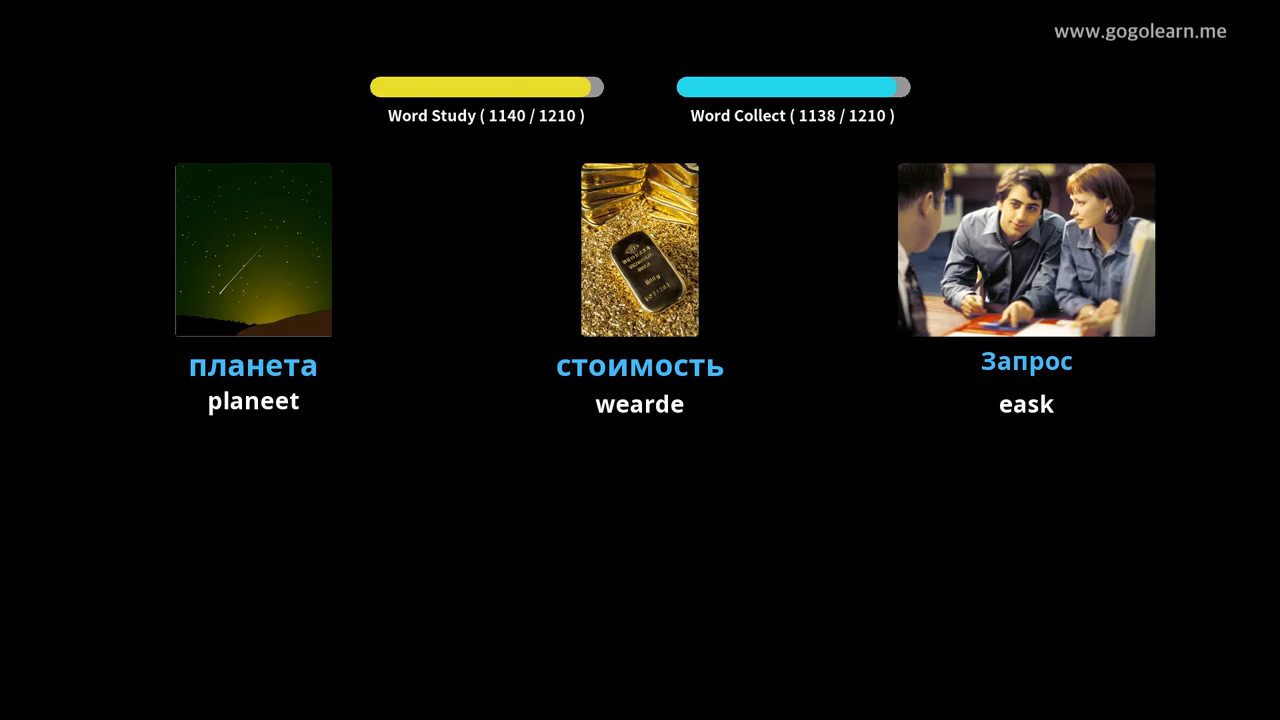 www.gogolearn.me
Word Study ( 1140 / 1210 )
Word Collect ( 1138 / 1210 )
планета
стоимость
Запрос
planeet
wearde
eask